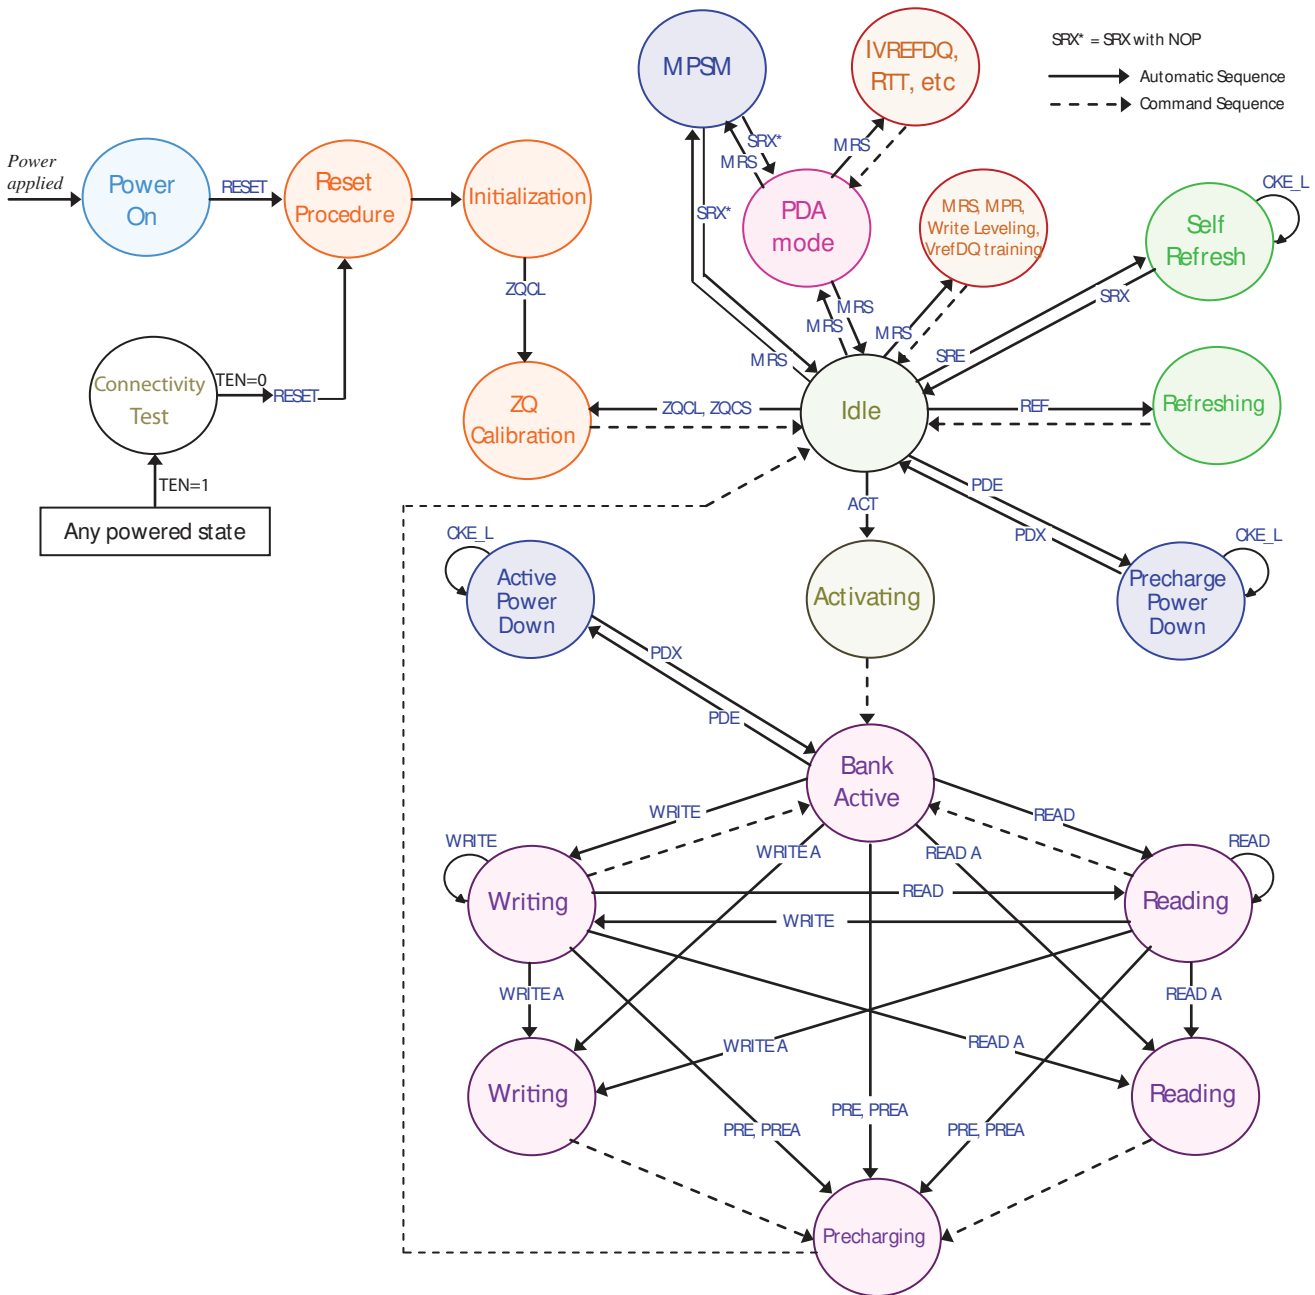 SRX* = SRX with NOP
Automatic Sequence
Command Sequence
MPSM
IVREFDQ,
RTT, etc
SRX*
MRS
MRS
Power
applied
Power
On
RESET
Reset
Procedure
Initialization
SRX*
PDA
mode
MRS, MPR,
Write Leveling,
VrefDQ training
CKE_L
Self
Refresh
ZQCL
MRS
MRS
MRS
SRX
SRE
MRS
Connectivity
Test
TEN=0
RESET
ZQ
Calibration
ZQCL, ZQCS
Idle
REF
Refreshing
TEN=1
Any powered state
PDE
ACT
PDX
CKE_L
CKE_L
Active
Power
Down
Activating
Precharge
Power
Down
PDX
PDE
Bank
Active
WRITE
READ
WRITE
WRITE A
READ A
READ
Writing
READ
Reading
WRITE
WRITE A
READ A
WRITE A
READ A
Writing
Reading
PRE, PREA
PRE, PREA
PRE, PREA
Precharging